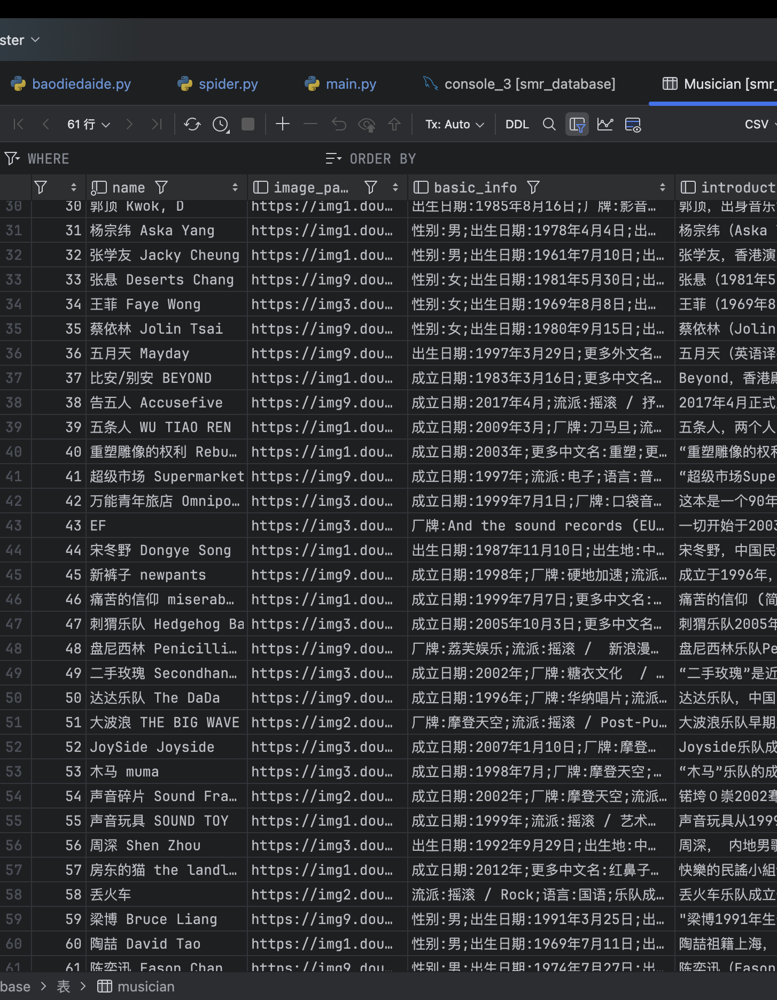 ster
baodiedaide.py spider.py main.py console_3 [smr_database] Musician [smr_
61 行 Tx: Auto DDL CSV
WHERE ORDER BY
name image_pa… basic_info introduct
30 30 郭顶 Kwok, D https://img1.dou… 出生日期:1985年8月16日;厂牌:影音… 郭顶，出身音乐
31 31 杨宗纬 Aska Yang https://img1.dou… 性别:男;出生日期:1978年4月4日;出… 杨宗纬（Aska
32 32 张学友 Jacky Cheung https://img1.dou… 性别:男;出生日期:1961年7月10日;出… 张学友，香港演
33 33 张悬 Deserts Chang https://img9.dou… 性别:女;出生日期:1981年5月30日;出… 张悬（1981年5
34 34 王菲 Faye Wong https://img3.dou… 性别:女;出生日期:1969年8月8日;出… 王菲（1969年8
35 35 蔡依林 Jolin Tsai https://img9.dou… 性别:女;出生日期:1980年9月15日;出… 蔡依林（Jolin
36 36 五月天 Mayday https://img9.dou… 出生日期:1997年3月29日;更多外文名… 五月天（英语译
37 37 比安/别安 BEYOND https://img1.dou… 成立日期:1983年3月16日;更多中文名… Beyond，香港殿
38 38 告五人 Accusefive https://img9.dou… 成立日期:2017年4月;流派:摇滚 / 抒… 2017年4月正式
39 39 五条人 WU TIAO REN https://img1.dou… 成立日期:2009年3月;厂牌:刀马旦;流… 五条人，两个人
40 40 重塑雕像的权利 Rebu… https://img1.dou… 成立日期:2003年;更多中文名:重塑;更… “重塑雕像的权利
41 41 超级市场 Supermarket https://img9.dou… 成立日期:1997年;流派:电子;语言:普… “超级市场Supe
42 42 万能青年旅店 Omnipo… https://img3.dou… 成立日期:1999年7月1日;厂牌:口袋音… 这本是一个90年
43 43 EF https://img3.dou… 厂牌:And the sound records (EU… 一切开始于2003
44 44 宋冬野 Dongye Song https://img1.dou… 出生日期:1987年11月10日;出生地:中… 宋冬野，中国民
45 45 新裤子 newpants https://img9.dou… 成立日期:1998年;厂牌:硬地加速;流派… 成立于1996年，
46 46 痛苦的信仰 miserab… https://img1.dou… 成立日期:1999年7月7日;更多中文名:… 痛苦的信仰 (简
47 47 刺猬乐队 Hedgehog Ba https://img3.dou… 成立日期:2005年10月3日;更多中文名… 刺猬乐队2005年
48 48 盘尼西林 Penicilli… https://img9.dou… 厂牌:荔芙娱乐;流派:摇滚 / 新浪漫… 盘尼西林乐队Pe
49 49 二手玫瑰 Secondhan… https://img3.dou… 成立日期:2002年;厂牌:糖衣文化 / … “二手玫瑰”是近
50 50 达达乐队 The DaDa https://img9.dou… 成立日期:1996年;厂牌:华纳唱片;流派… 达达乐队，中国
51 51 大波浪 THE BIG WAVE https://img2.dou… 厂牌:摩登天空;流派:摇滚 / Post-Pu… 大波浪乐队早期
52 52 JoySide Joyside https://img3.dou… 成立日期:2007年1月10日;厂牌:摩登… Joyside乐队成
53 53 木马 muma https://img3.dou… 成立日期:1998年7月;厂牌:摩登天空;… “木马”乐队的成
54 54 声音碎片 Sound Fra… https://img2.dou… 成立日期:2002年;厂牌:摩登天空;流派… 锘垮０崇2002骞
55 55 声音玩具 SOUND TOY https://img1.dou… 成立日期:1999年;流派:摇滚 / 艺术… 声音玩具从1999
56 56 周深 Shen Zhou https://img3.dou… 出生日期:1992年9月29日;出生地:中… 周深， 内地男歌
57 57 房东的猫 the landl… https://img1.dou… 成立日期:2012年;更多中文名:红鼻子… 快樂的民謠小組
58 58 丢火车 https://img2.dou… 流派:摇滚 / Rock;语言:国语;乐队成… 丢火车乐队成立
59 59 梁博 Bruce Liang https://img9.dou… 性别:男;出生日期:1991年3月25日;出… "梁博1991年生
60 60 陶喆 David Tao https://img1.dou… 性别:男;出生日期:1969年7月11日;出… 陶喆祖籍上海，
61 61 陈奕迅 Eason Chan https://img9.dou… 性别:男;出生日期:1974年7月27日;出… 陈奕迅（Eason
base > 表 > musician